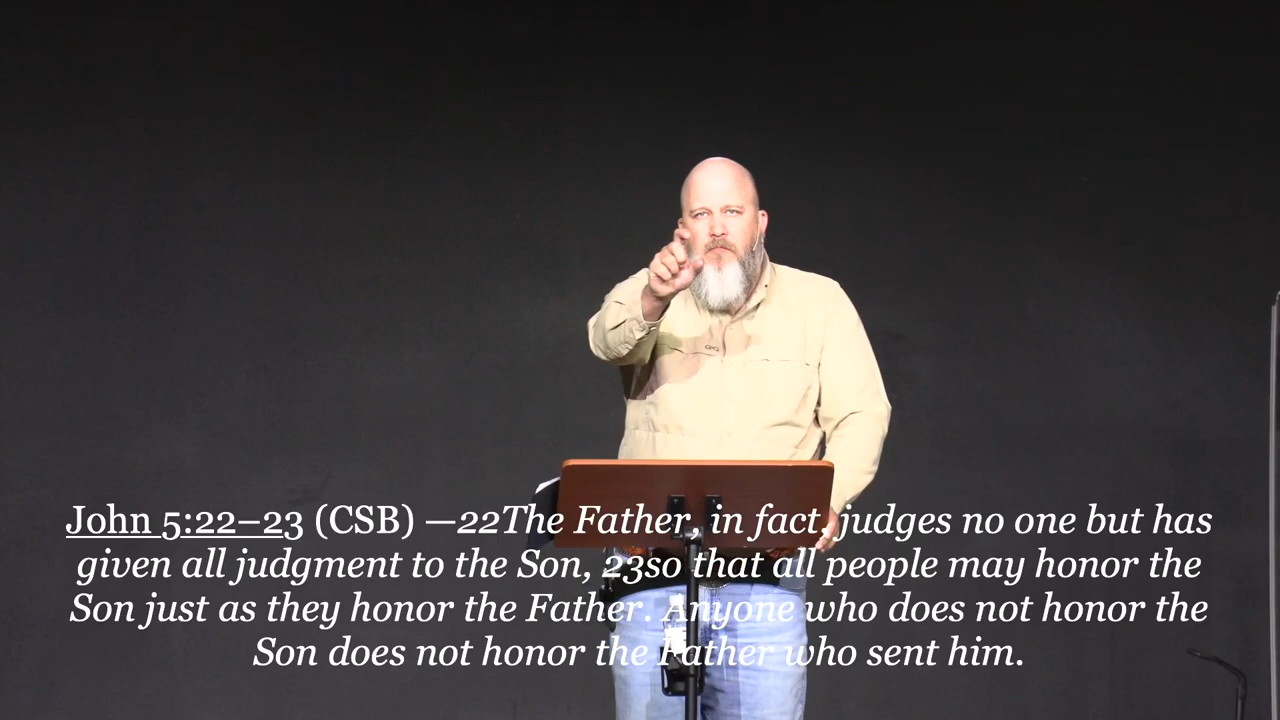 John 5:22–23 (CSB) —22The Father, in fact, judges no one but has
given all judgment to the Son, 23so that all people may honor the
Son just as they honor the Father. Anyone who does not honor the
Son does not honor the Father who sent him.